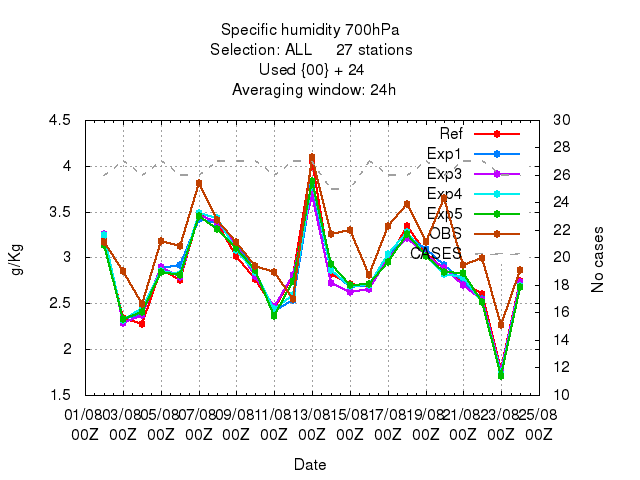 Specific humidity 700hPa
Selection: ALL 27 stations
Used {00} + 24
Averaging window: 24h
4.5 30
Ref
28
Exp1
4 26
Exp3
24
Exp4
3.5 Exp5
22
OBS
3 CASES 20
g/Kg No cases
18
2.5
16
2 14
12
1.5 10
01/08 03/08 05/08 07/08 09/08 11/08 13/08 15/08 17/08 19/08 21/08 23/08 25/08
00Z 00Z 00Z 00Z 00Z 00Z 00Z 00Z 00Z 00Z 00Z 00Z 00Z
Date